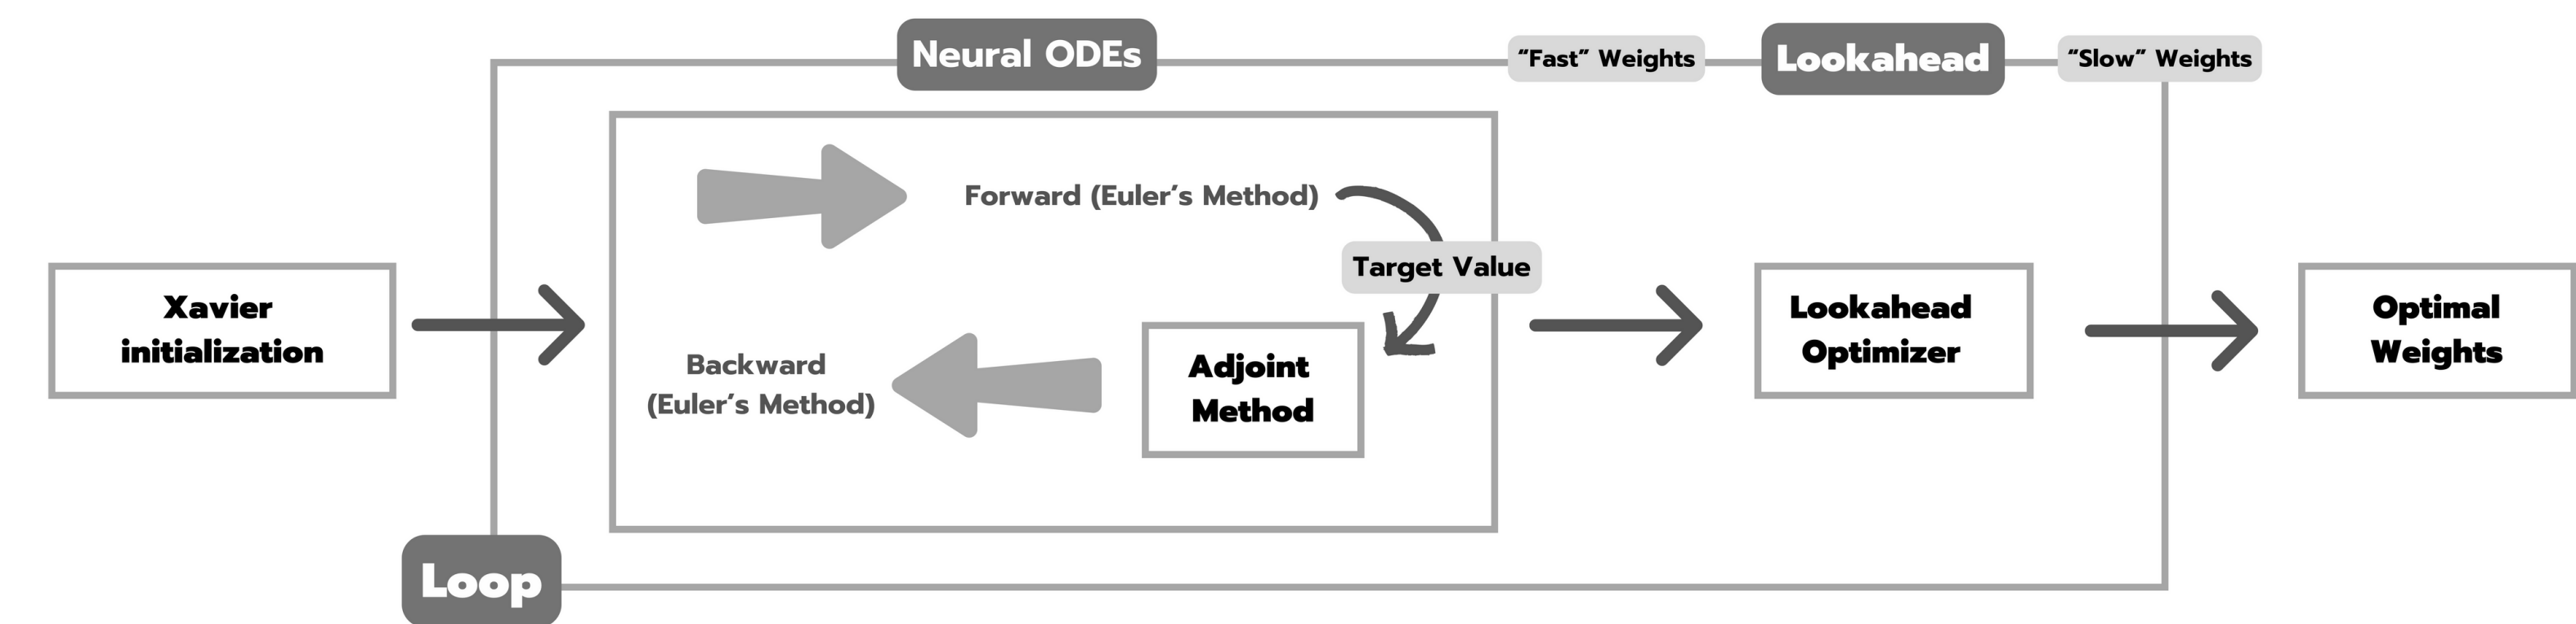 Neural ODEs
“Fast” Weights
Lookahead
“Slow” Weights
Forward (Euler’s Method)
Target Value
Xavier
initialization
Backward
(Euler’s Method)
Adjoint
Method
Lookahead
Optimizer
Optimal
Weights
Loop